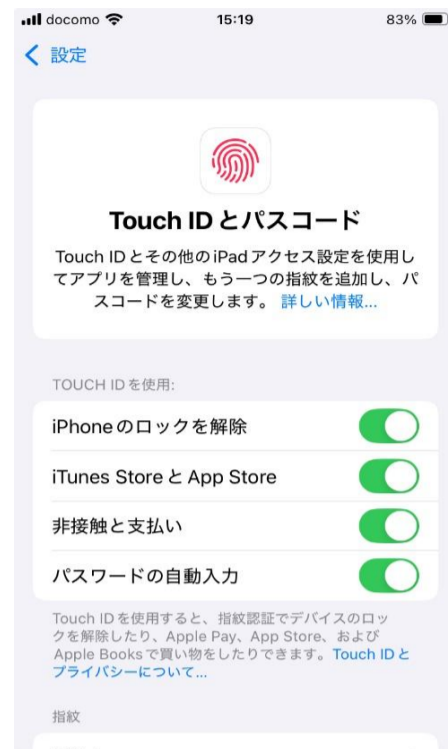 docomo 15:19 83%
設定
Touch ID とパスコード
Touch ID とその他の iPad アクセス設定を使用し
てアプリを管理し、もう一つの指紋を追加し、パ
スコードを変更します。 詳しい情報...
TOUCH ID を使用:
iPhone のロックを解除
iTunes Store と App Store
非接触と支払い
パスワードの自動入力
Touch ID を使用すると、指紋認証でデバイスのロッ
クを解除したり、Apple Pay、App Store、および
Apple Books で買い物をしたりできます。Touch ID と
プライバシーについて...
指紋